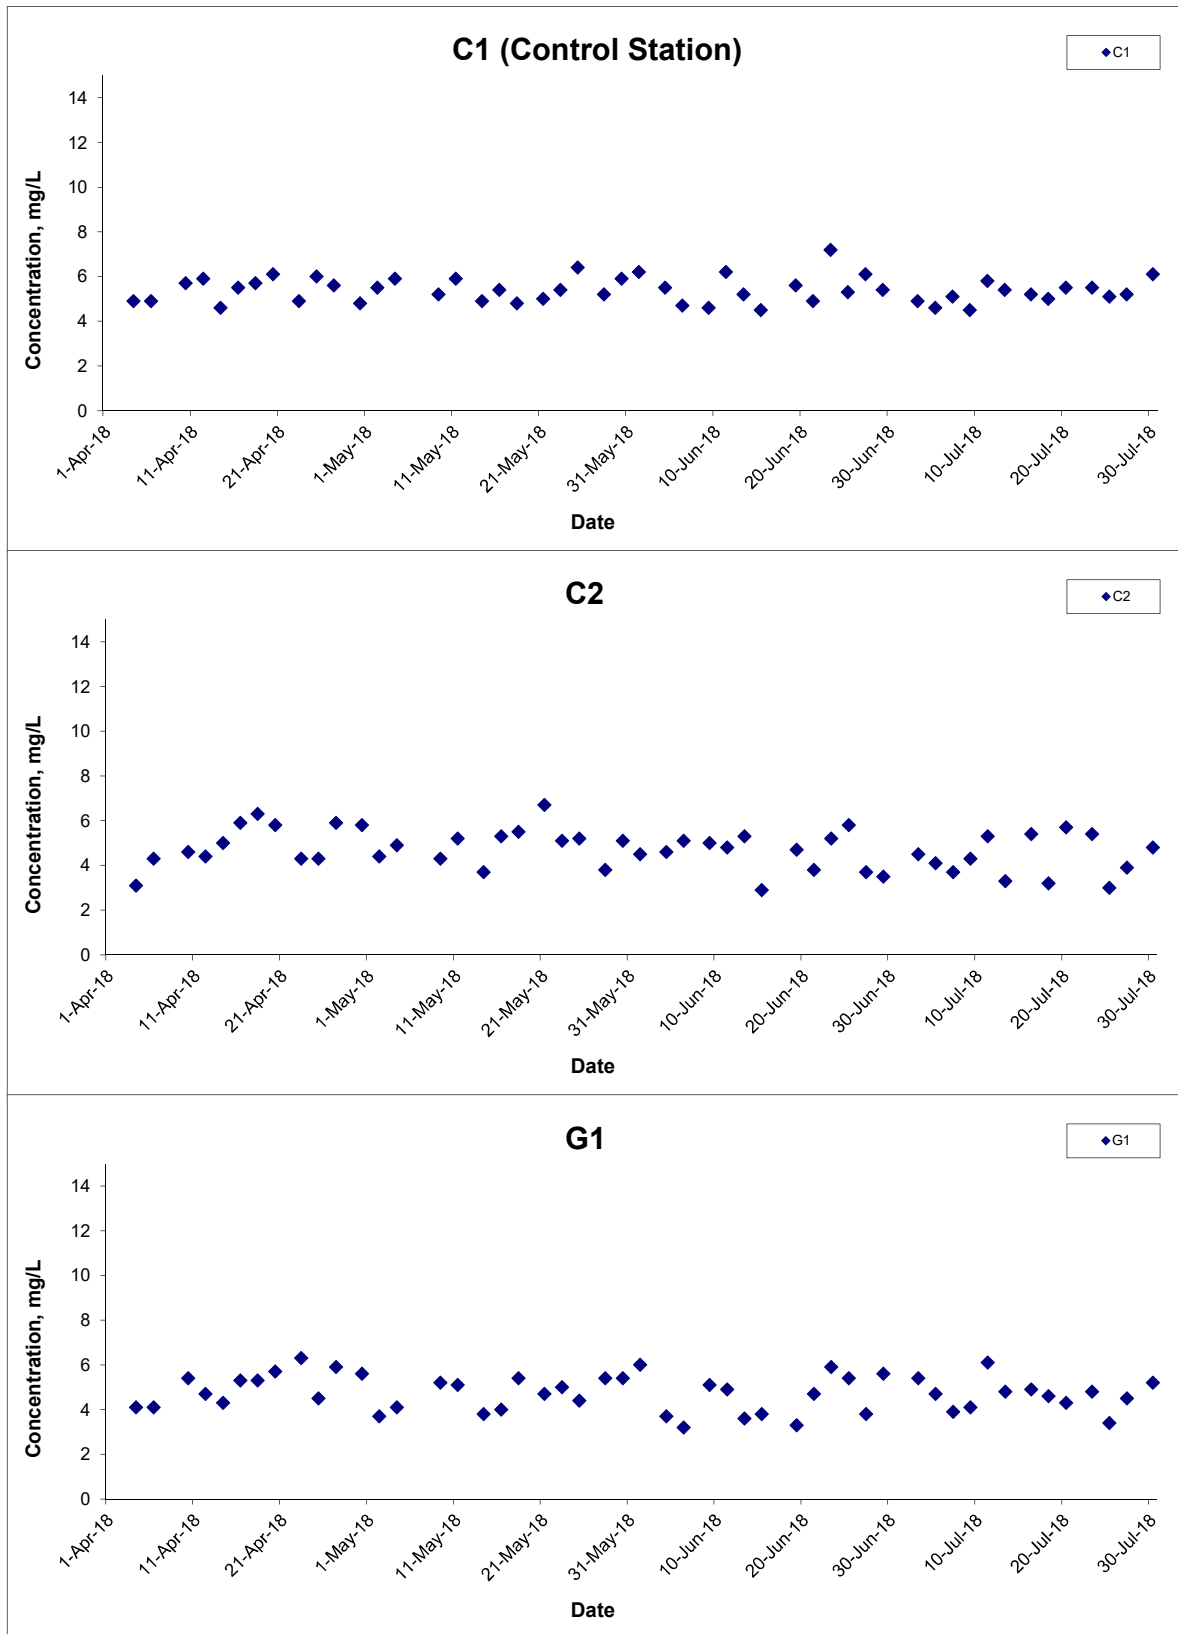 C1 (Control Station)
C1
14
12
10
8
6
4
2
0
Concentration, mg/L
1-Apr-18
11-Apr-18
21-Apr-18
1-May-18
11-May-18
21-May-18
31-May-18
10-Jun-18
20-Jun-18
30-Jun-18
10-Jul-18
20-Jul-18
30-Jul-18
Date
C2
C2
14
12
10
8
6
4
2
0
Concentration, mg/L
1-Apr-18
11-Apr-18
21-Apr-18
1-May-18
11-May-18
21-May-18
31-May-18
10-Jun-18
20-Jun-18
30-Jun-18
10-Jul-18
20-Jul-18
30-Jul-18
Date
G1
G1
14
12
10
8
6
4
2
0
Concentration, mg/L
1-Apr-18
11-Apr-18
21-Apr-18
1-May-18
11-May-18
21-May-18
31-May-18
10-Jun-18
20-Jun-18
30-Jun-18
10-Jul-18
20-Jul-18
30-Jul-18
Date